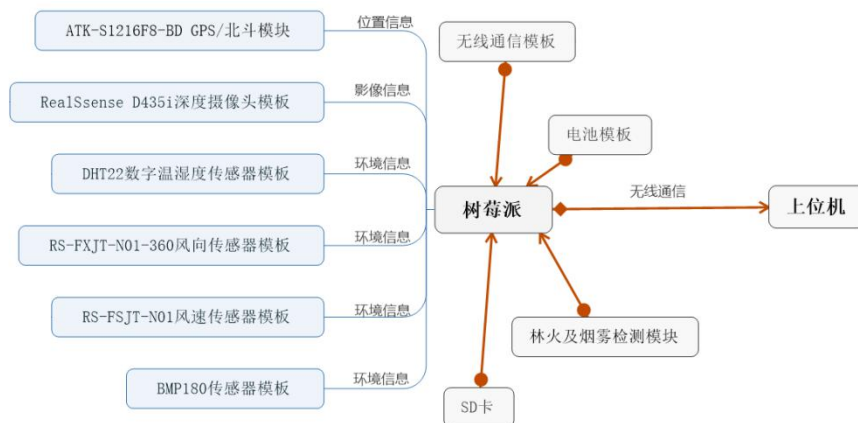 ATK-S1216F8-BD GPS/北斗模块
位置信息
RealSsense D435i深度摄像头模板
影像信息
DHT22数字温湿度传感器模板
环境信息
RS-FXJT-N01-360风向传感器模板
环境信息
RS-FSJT-N01风速传感器模板
环境信息
BMP180传感器模板
环境信息
无线通信模板
电池模板
树莓派
无线通信
上位机
林火及烟雾检测模块
SD卡